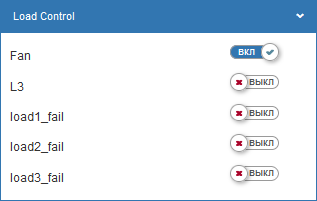 Load Control
Fan ВКЛ
L3 ВЫКЛ
load1_fail ВЫКЛ
load2_fail ВЫКЛ
load3_fail ВЫКЛ